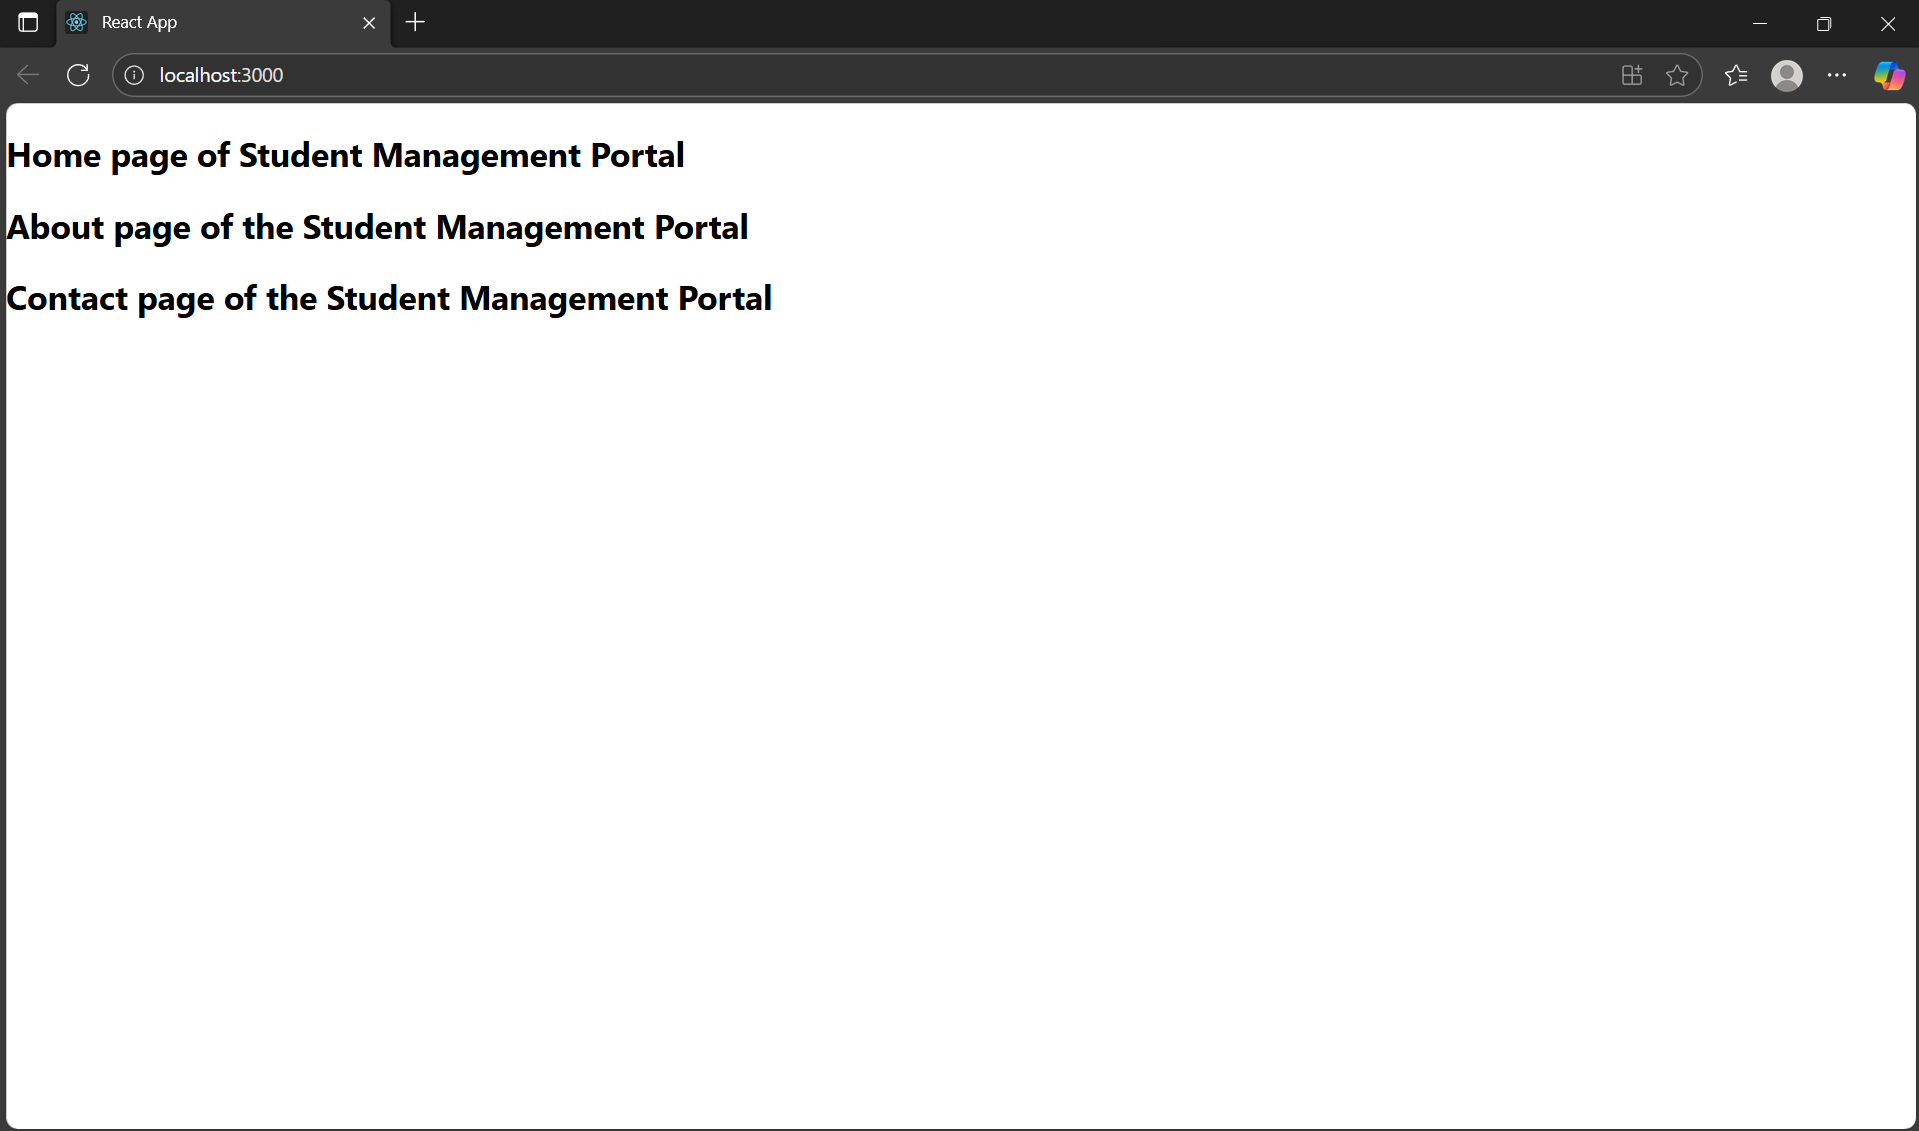 React App
localhost:3000
Home page of Student Management Portal
About page of the Student Management Portal
Contact page of the Student Management Portal